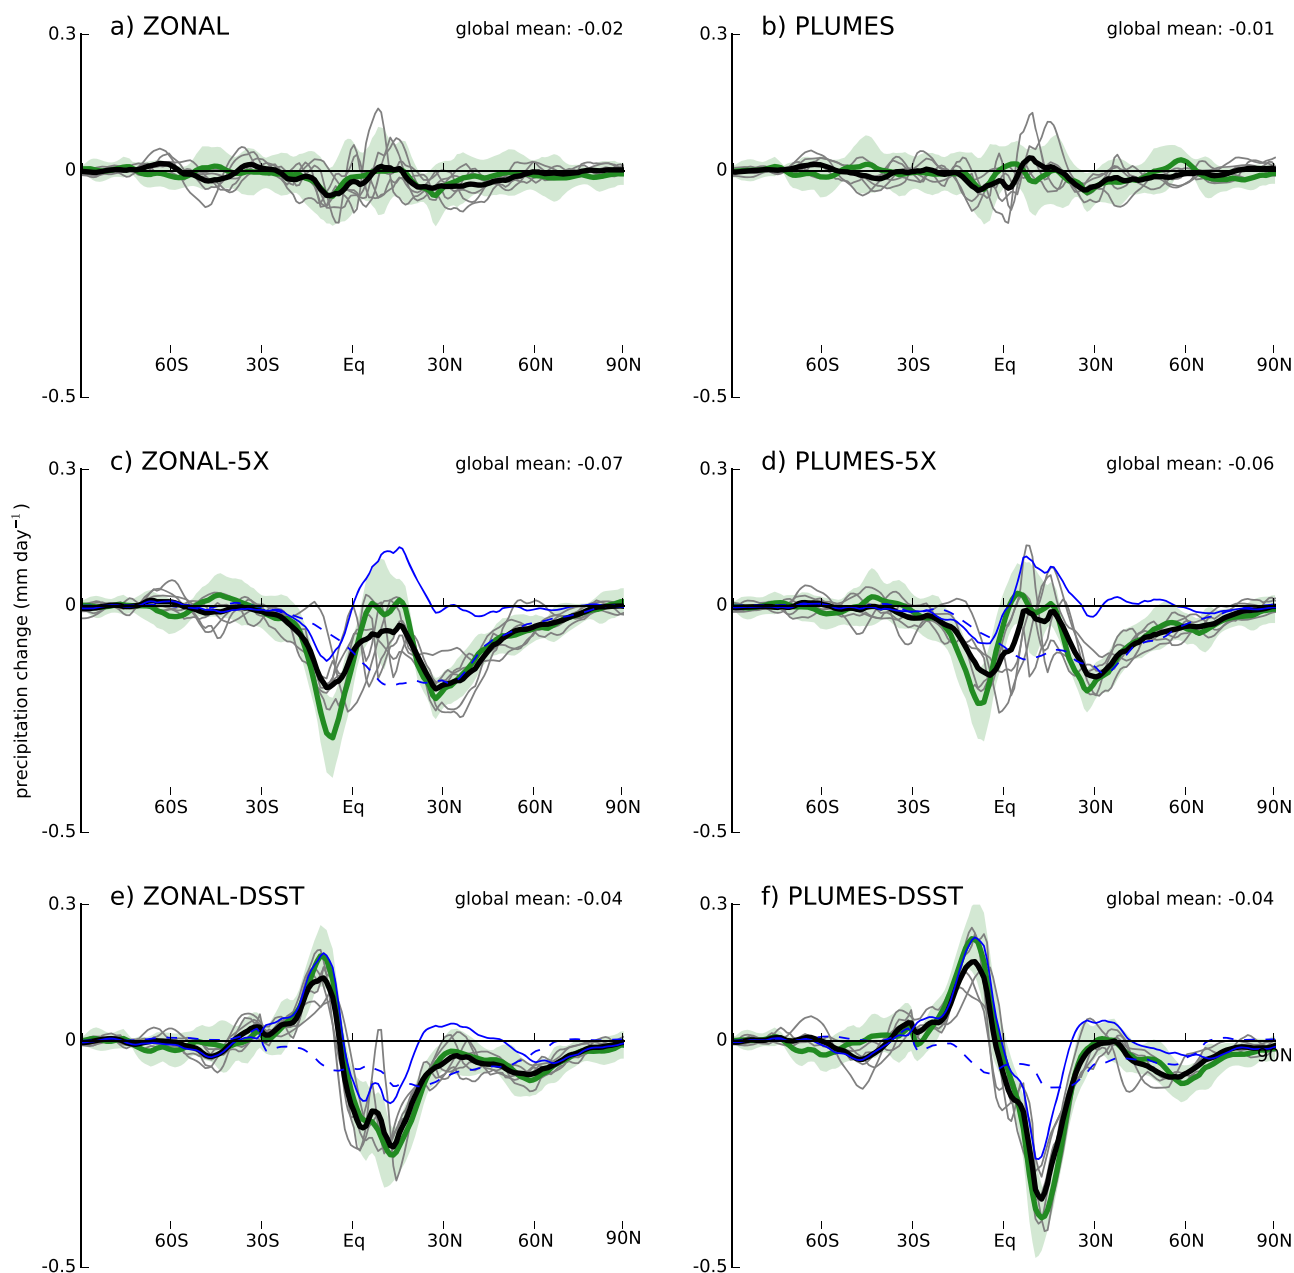 a) ZONAL
global mean: -0.02
0.3
0
-0.5
60S 30S Eq 30N 60N 90N
b) PLUMES
global mean: -0.01
0.3
0
-0.5
60S 30S Eq 30N 60N 90N
precipitation change (mm day⁻¹)
c) ZONAL-5X
global mean: -0.07
0.3
0
-0.5
60S 30S Eq 30N 60N 90N
d) PLUMES-5X
global mean: -0.06
0.3
0
-0.5
60S 30S Eq 30N 60N 90N
e) ZONAL-DSST
global mean: -0.04
0.3
0
-0.5
60S 30S Eq 30N 60N 90N
f) PLUMES-DSST
global mean: -0.04
0.3
0
90N
-0.5
60S 30S Eq 30N 60N 90N